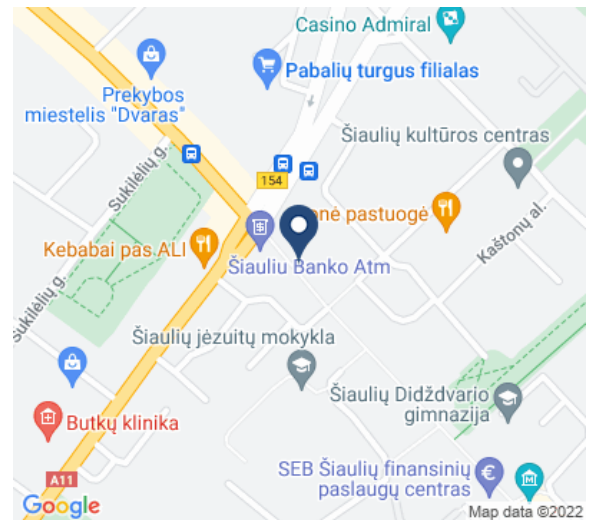 Casino Admiral
Pabalių turgus filialas
Prekybos
miestelis "Dvaras"
Šiaulių kultūros centras
Sukilėlių g.
154
onė pastuogė
Kaštonų al.
Kebabai pas ALI
Šiauliu Banko Atm
Sukilėlių g.
Šiaulių jėzuitų mokykla
Šiaulių Didždvario
gimnazija
Butkų klinika
SEB Šiaulių finansinių
paslaugų centras
A11
Google
Map data ©2022